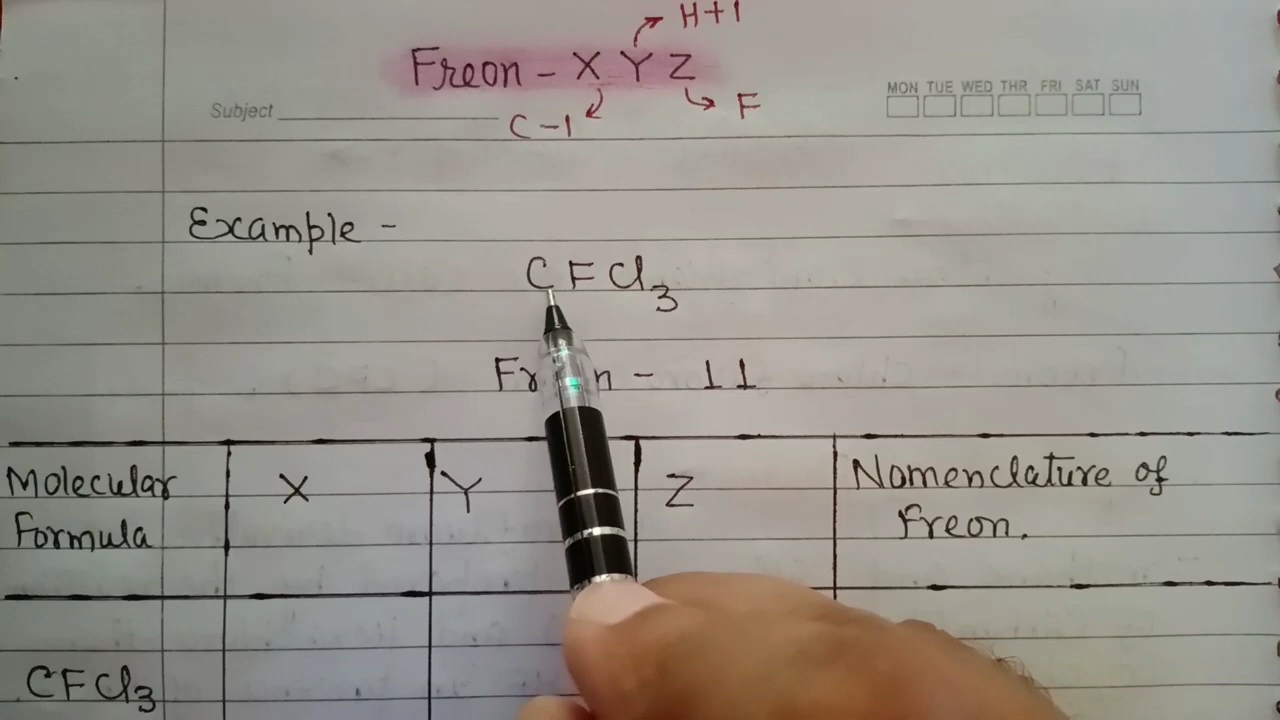 H+1
Freon - X Y Z
C-1
F
MON TUE WED THR FRI SAT SUN
Subject
Example -
CFCl3
- 11
Molecular Formula
X
Y
Z
Nomenclature of Freon.
CFCl3